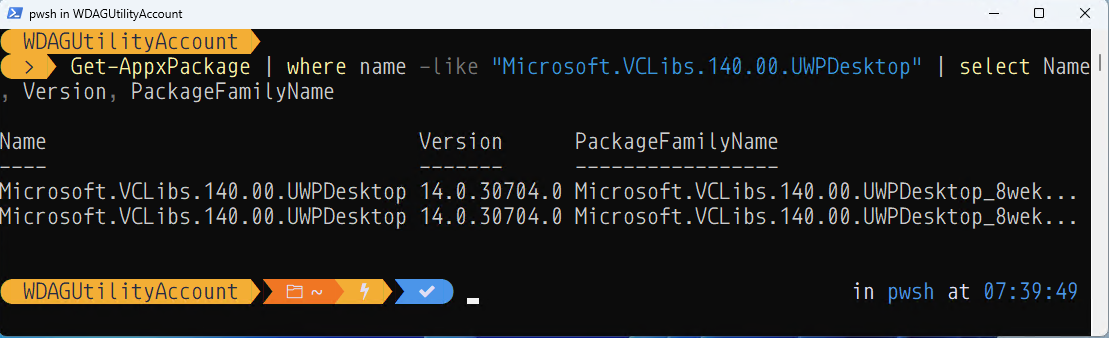 pwsh in WDAGUtilityAccount
WDAGUtilityAccount
> Get-AppxPackage | where name -like "Microsoft.VCLibs.140.00.UWPDesktop" | select Name
, Version, PackageFamilyName
Name Version PackageFamilyName
---- ------- -----------------
Microsoft.VCLibs.140.00.UWPDesktop 14.0.30704.0 Microsoft.VCLibs.140.00.UWPDesktop_8wek...
Microsoft.VCLibs.140.00.UWPDesktop 14.0.30704.0 Microsoft.VCLibs.140.00.UWPDesktop_8wek...
WDAGUtilityAccount ~ in pwsh at 07:39:49